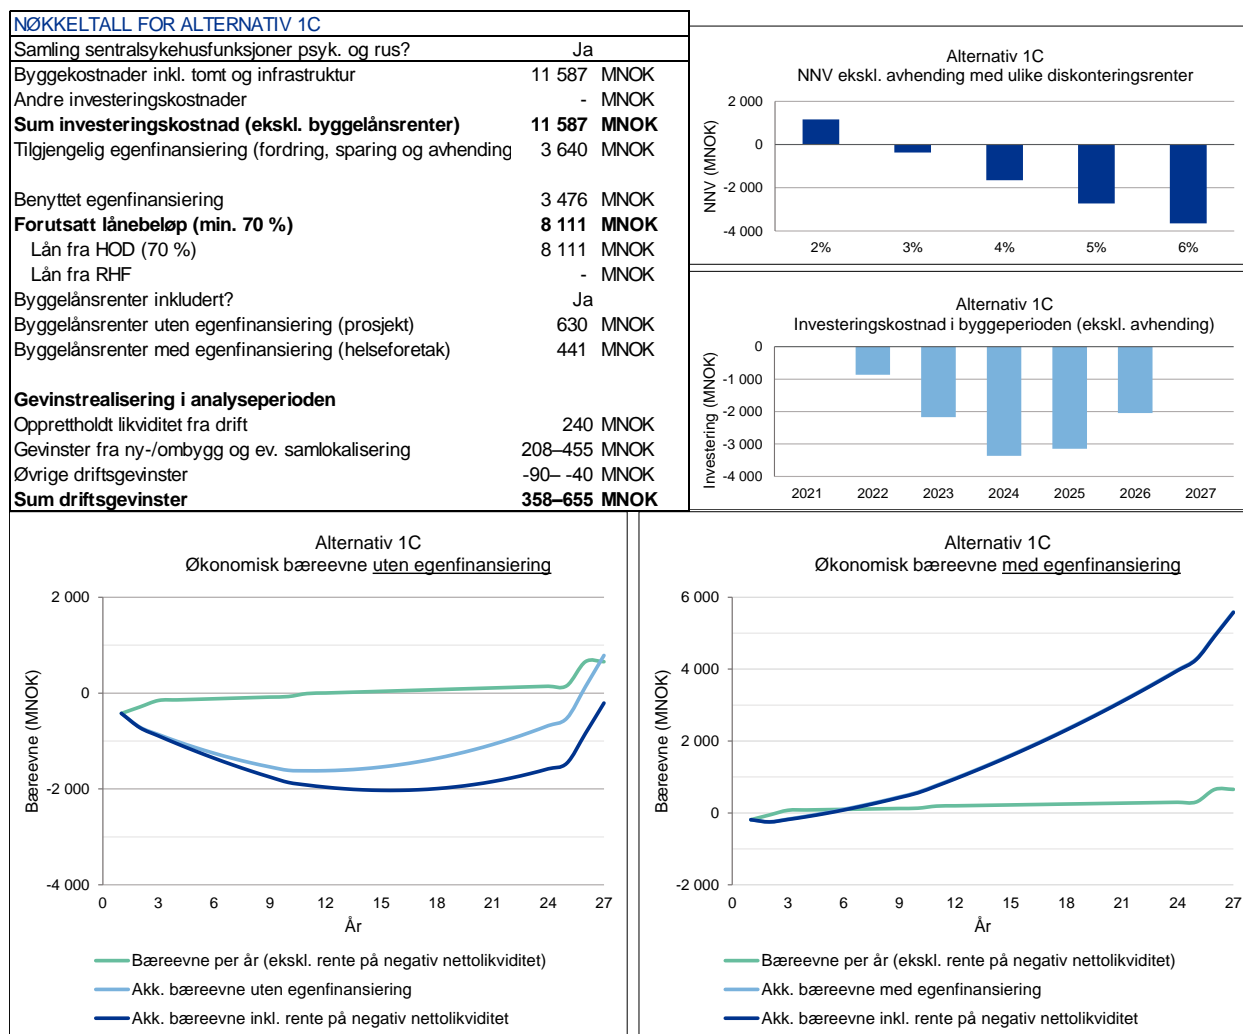 NØKKELTALL FOR ALTERNATIV 1C
Samling sentralsykehusfunksjoner psyk. og rus? Ja
Byggekostnader inkl. tomt og infrastruktur 11 587 MNOK
Andre investeringskostnader - MNOK
Sum investeringskostnad (ekskl. byggelånsrenter) 11 587 MNOK
Tilgjengelig egenfinansiering (fordring, sparing og avhending 3 640 MNOK
Benyttet egenfinansiering 3 476 MNOK
Forutsatt lånebeløp (min. 70 %) 8 111 MNOK
Lån fra HOD (70 %) 8 111 MNOK
Lån fra RHF - MNOK
Byggelånsrenter inkludert? Ja
Byggelånsrenter uten egenfinansiering (prosjekt) 630 MNOK
Byggelånsrenter med egenfinansiering (helseforetak) 441 MNOK
Gevinstrealisering i analyseperioden
Opprettholdt likviditet fra drift 240 MNOK
Gevinster fra ny-/ombygg og ev. samlokalisering 208–455 MNOK
Øvrige driftsgevinster -90– -40 MNOK
Sum driftsgevinster 358–655 MNOK
Alternativ 1C
NNV ekskl. avhending med ulike diskonteringsrenter
NNV (MNOK)
2 000
0
-2 000
-4 000
2% 3% 4% 5% 6%
Alternativ 1C
Investeringskostnad i byggeperioden (ekskl. avhending)
Investering (MNOK)
0
-1 000
-2 000
-3 000
-4 000
2021 2022 2023 2024 2025 2026 2027
Alternativ 1C
Økonomisk bæreevne uten egenfinansiering
Bæreevne (MNOK)
2 000
0
-2 000
-4 000
0 3 6 9 12 15 18 21 24 27
År
Bæreevne per år (ekskl. rente på negativ nettolikviditet)
Akk. bæreevne uten egenfinansiering
Akk. bæreevne inkl. rente på negativ nettolikviditet
Alternativ 1C
Økonomisk bæreevne med egenfinansiering
Bæreevne (MNOK)
6 000
4 000
2 000
0
-2 000
0 3 6 9 12 15 18 21 24 27
År
Bæreevne per år (ekskl. rente på negativ nettolikviditet)
Akk. bæreevne med egenfinansiering
Akk. bæreevne inkl. rente på negativ nettolikviditet